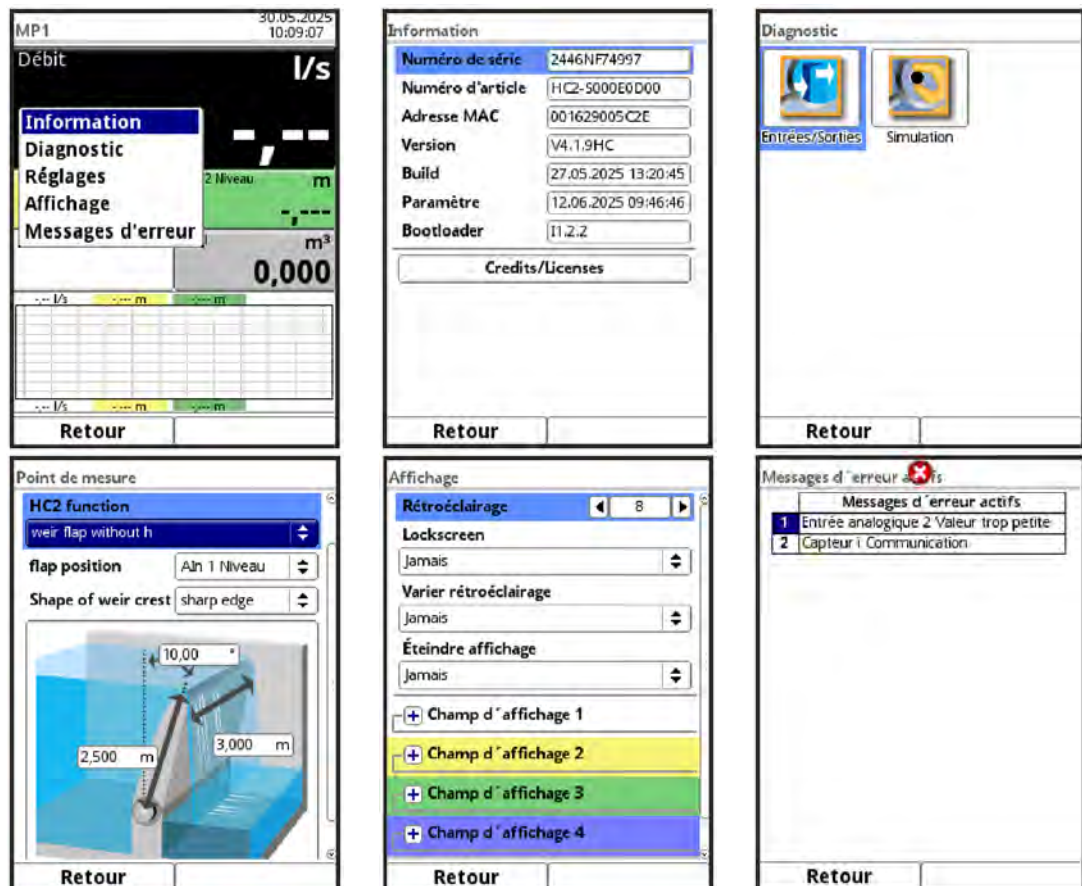 MP1
30.05.2025
10:09:07
Débit
l/s
-,--
Information
Diagnostic
Réglages
Affichage
Messages d'erreur
2 Niveau m
-,---
m³
0,000
-,-- l/s -,--- m -,--- m
-,-- l/s -,--- m -,--- m
Retour
Information
Numéro de série 2446NF74997
Numéro d'article HC2-S000E0D00
Adresse MAC 001629005C2E
Version V4.1.9HC
Build 27.05.2025 13:20:45
Paramètre 12.06.2025 09:46:46
Bootloader I1.2.2
Credits/Licenses
Retour
Diagnostic
Entrées/Sorties Simulation
Retour
Point de mesure
HC2 function
weir flap without h
flap position AIn 1 Niveau
Shape of weir crest sharp edge
10,00 °
2,500 m
3,000 m
Retour
Affichage
Rétroéclairage 8
Lockscreen
Jamais
Varier rétroéclairage
Jamais
Éteindre affichage
Jamais
+ Champ d´affichage 1
+ Champ d´affichage 2
+ Champ d´affichage 3
+ Champ d´affichage 4
Retour
Messages d´erreur
Messages d´erreur actifs
1 Entrée analogique 2 Valeur trop petite
2 Capteur i Communication
Retour